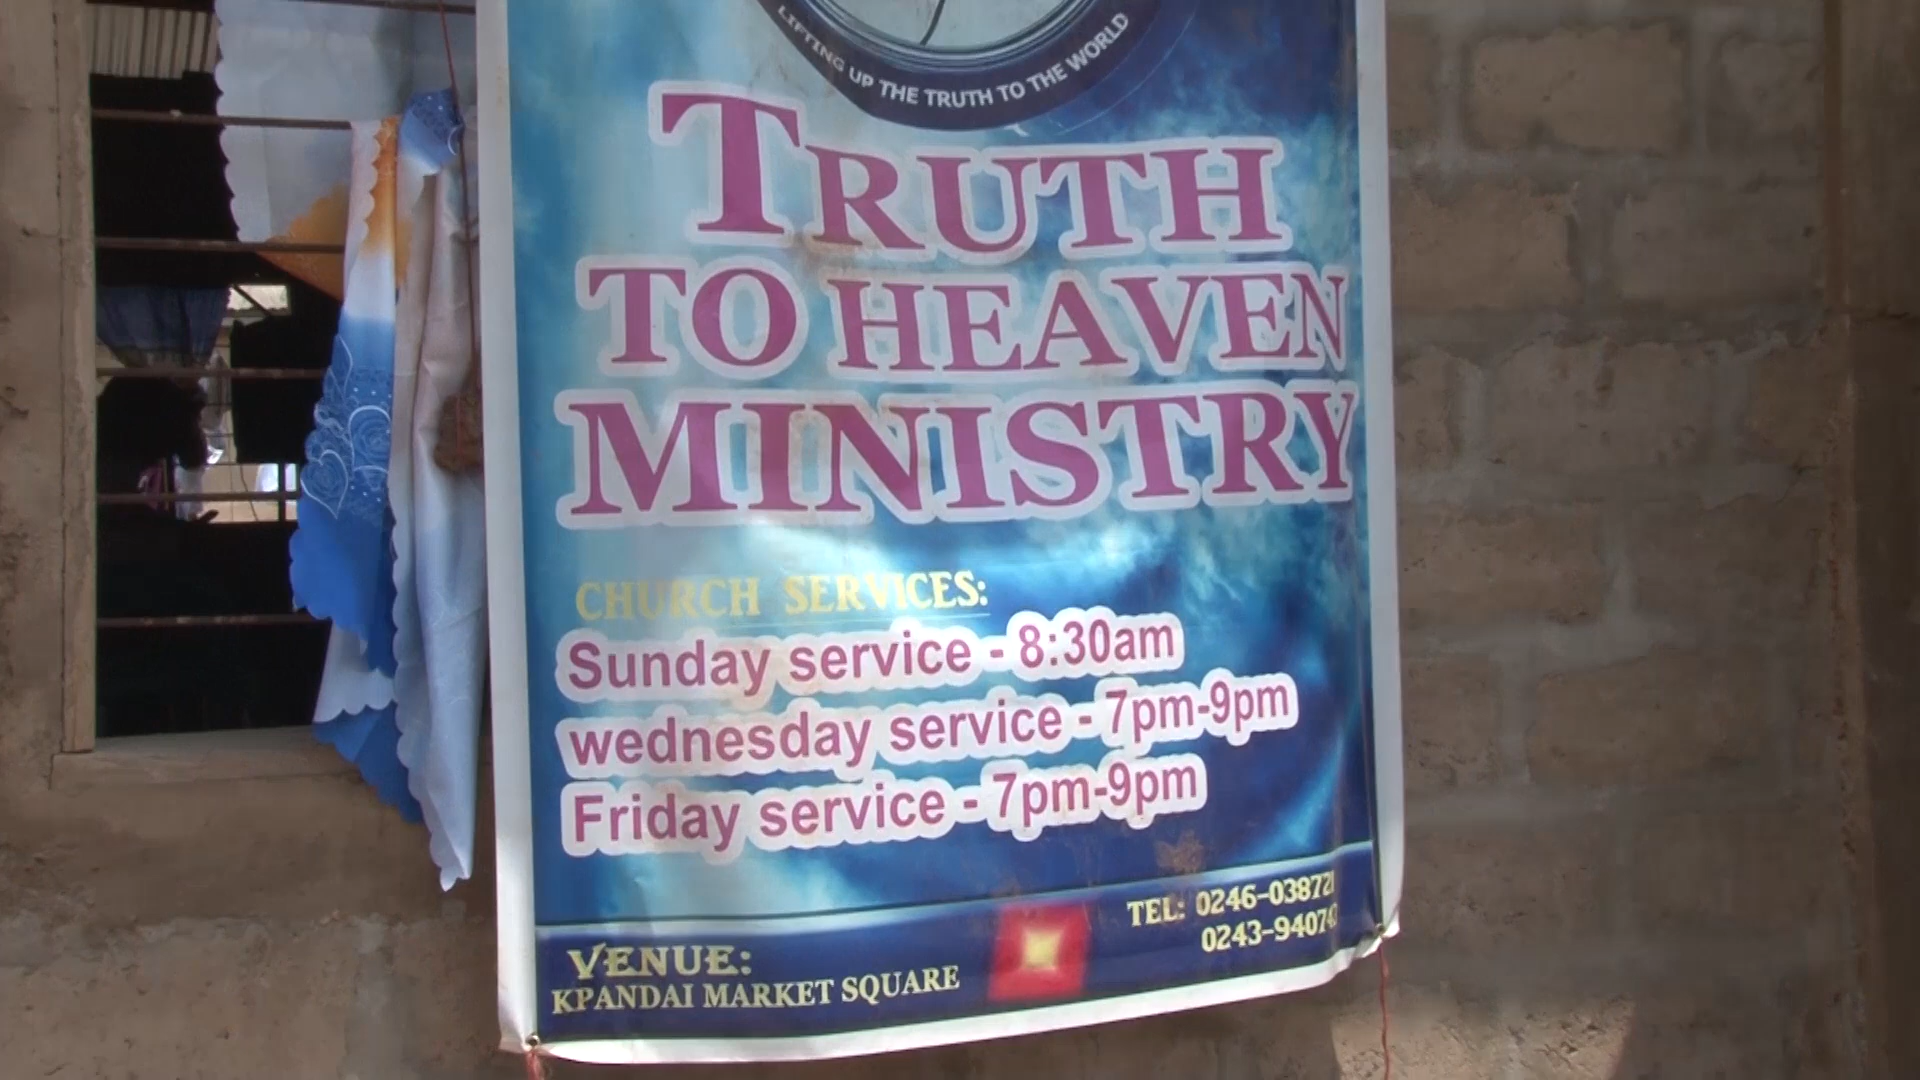 LIFTING UP THE TRUTH TO THE WORLD
TRUTH
TO HEAVEN
MINISTRY
CHURCH SERVICES:
Sunday service - 8:30am
wednesday service - 7pm-9pm
Friday service - 7pm-9pm
TEL: 0246-038721
VENUE:
KPANDAI MARKET SQUARE